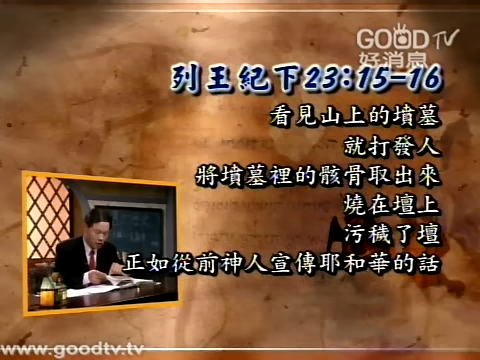 GOOD TV
好消息
列王紀下23:15-16
看見山上的墳墓
就打發人
將墳墓裡的骸骨取出來
燒在壇上
污穢了壇
正如從前神人宣傳耶和華的話
www.goodtv.tv